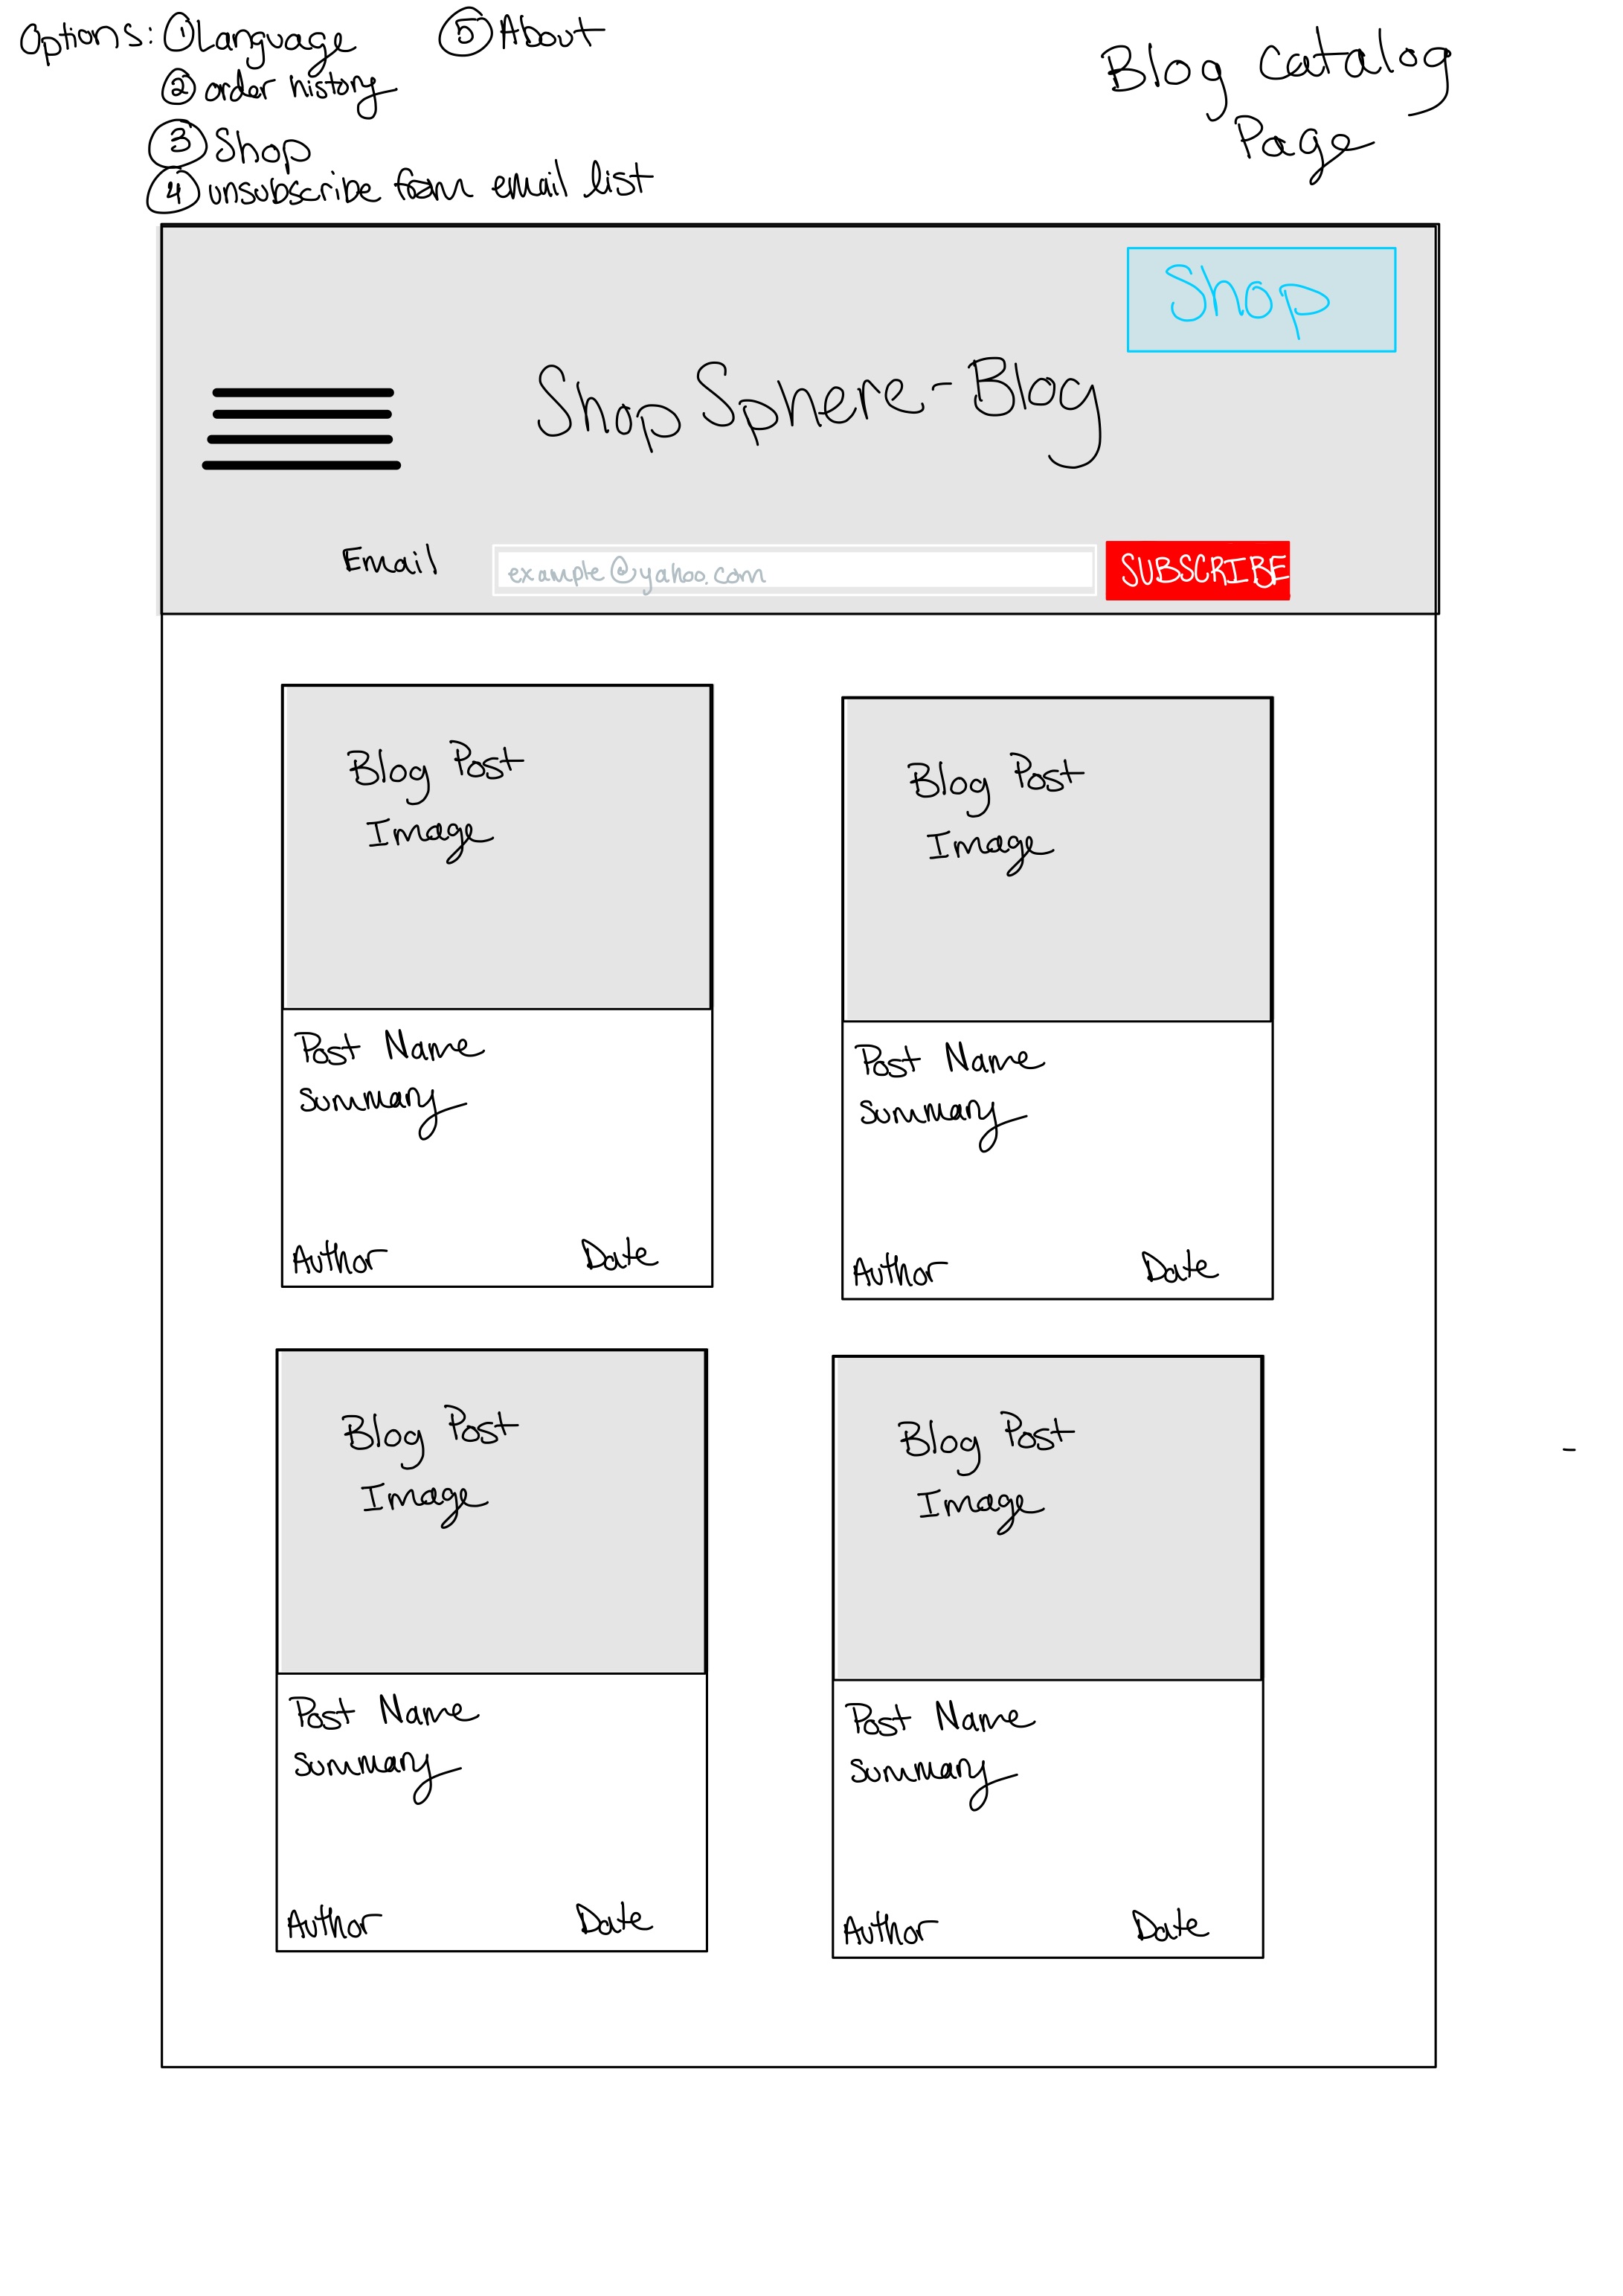 Options: ① Language
② order history
③ Shop
④ unsubscribe from email list
⑤ About
Blog Catalog
Page
Shop
Shop Sphere-Blog
Email
example@yahoo.com
SUBSCRIBE
Blog Post
Image
Post Name
Summary
Author Date
Blog Post
Image
Post Name
Summary
Author Date
Blog Post
Image
Post Name
Summary
Author Date
Blog Post
Image
Post Name
Summary
Author Date